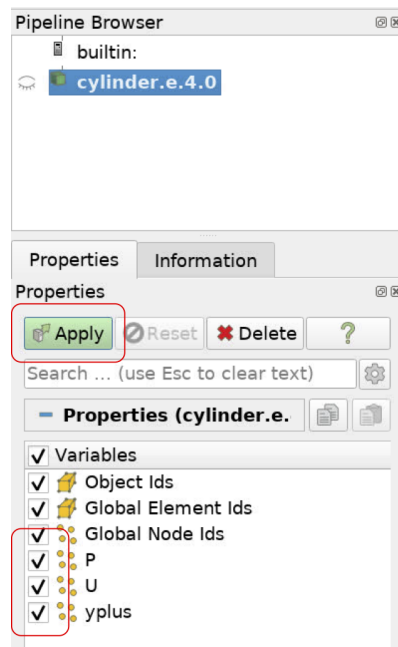 Pipeline Browser
builtin:
cylinder.e.4.0
Properties Information
Properties
Apply Reset Delete ?
Search ... (use Esc to clear text)
Properties (cylinder.e.
Variables
Object Ids
Global Element Ids
Global Node Ids
P
U
yplus